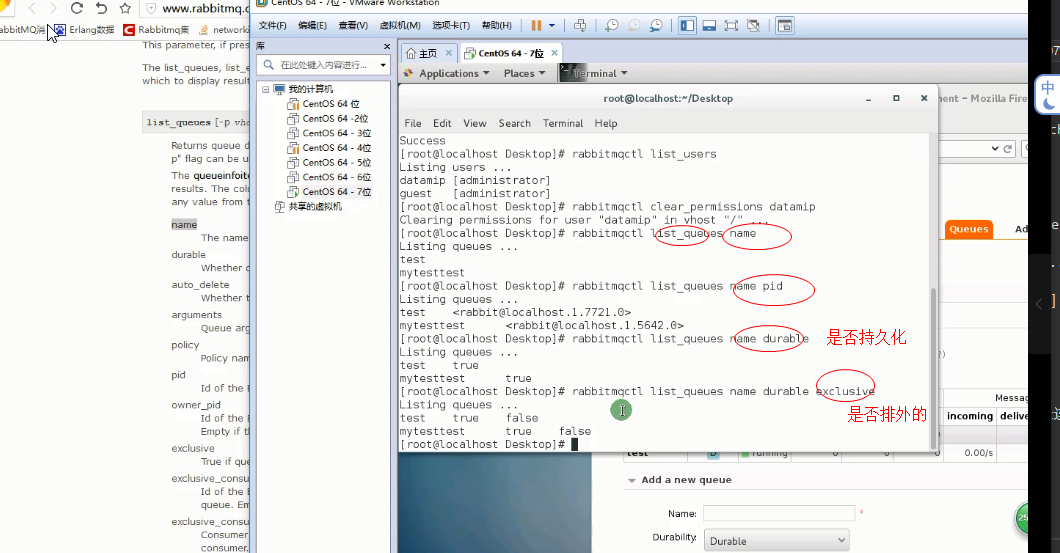 www.rabbitmq.c
CentOS 64 - 7位 - VMware Workstation
文件(F) 编辑(E) 查看(V) 虚拟机(M) 选项卡(T) 帮助(H)
Erlang数据
Rabbitmq集
This parameter, if pres
The list_queues, list_e
which to display result
list_queues [-p vho
Returns queue d
p" flag can be u
The queueinfoite
results. The colu
any value from t
name
The name
durable
Whether o
auto_delete
Whether t
arguments
Queue arg
policy
Policy nam
pid
Id of the E
owner_pid
Id of the E
Empty if th
exclusive
True if que
exclusive_consu
Id of the E
queue. Em
exclusive_consu
Consumer
consumer.
库
在此处键入内容进行...
我的计算机
CentOS 64 位
CentOS 64 -2位
CentOS 64 - 3位
CentOS 64 - 4位
CentOS 64 - 5位
CentOS 64 - 6位
CentOS 64 - 7位
共享的虚拟机
主页
CentOS 64 - 7位
Applications
Places
Terminal
root@localhost:~/Desktop
ment - Mozilla Fire
File Edit View Search Terminal Help
Success
[root@localhost Desktop]# rabbitmqctl list_users
Listing users ...
datamip [administrator]
guest [administrator]
[root@localhost Desktop]# rabbitmqctl clear_permissions datamip
Clearing permissions for user "datamip" in vhost "/" ...
[root@localhost Desktop]# rabbitmqctl list_queues name
Listing queues ...
test
mytesttest
[root@localhost Desktop]# rabbitmqctl list_queues name pid
Listing queues ...
test <rabbit@localhost.1.7721.0>
mytesttest <rabbit@localhost.1.5642.0>
[root@localhost Desktop]# rabbitmqctl list_queues name durable
是否持久化
Listing queues ...
test true
mytesttest true
[root@localhost Desktop]# rabbitmqctl list_queues name durable exclusive
是否排外的
Listing queues ...
test true false
mytesttest true false
[root@localhost Desktop]#
Queues
Ad
Messag
incoming
delive
test
D
running
0
0
0
0.00/s
Add a new queue
Name:
*
Durability:
Durable
中